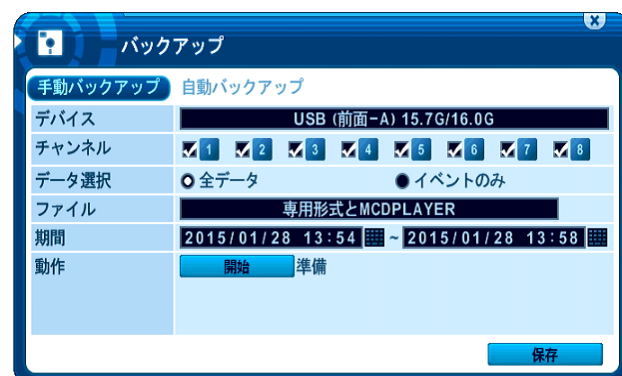 バックアップ
手動バックアップ 自動バックアップ
デバイス USB (前面-A) 15.7G/16.0G
チャンネル 1 2 3 4 5 6 7 8
データ選択 全データ イベントのみ
ファイル 専用形式とMCDPLAYER
期間 2015/01/28 13:54 ~ 2015/01/28 13:58
動作 開始 準備
保存